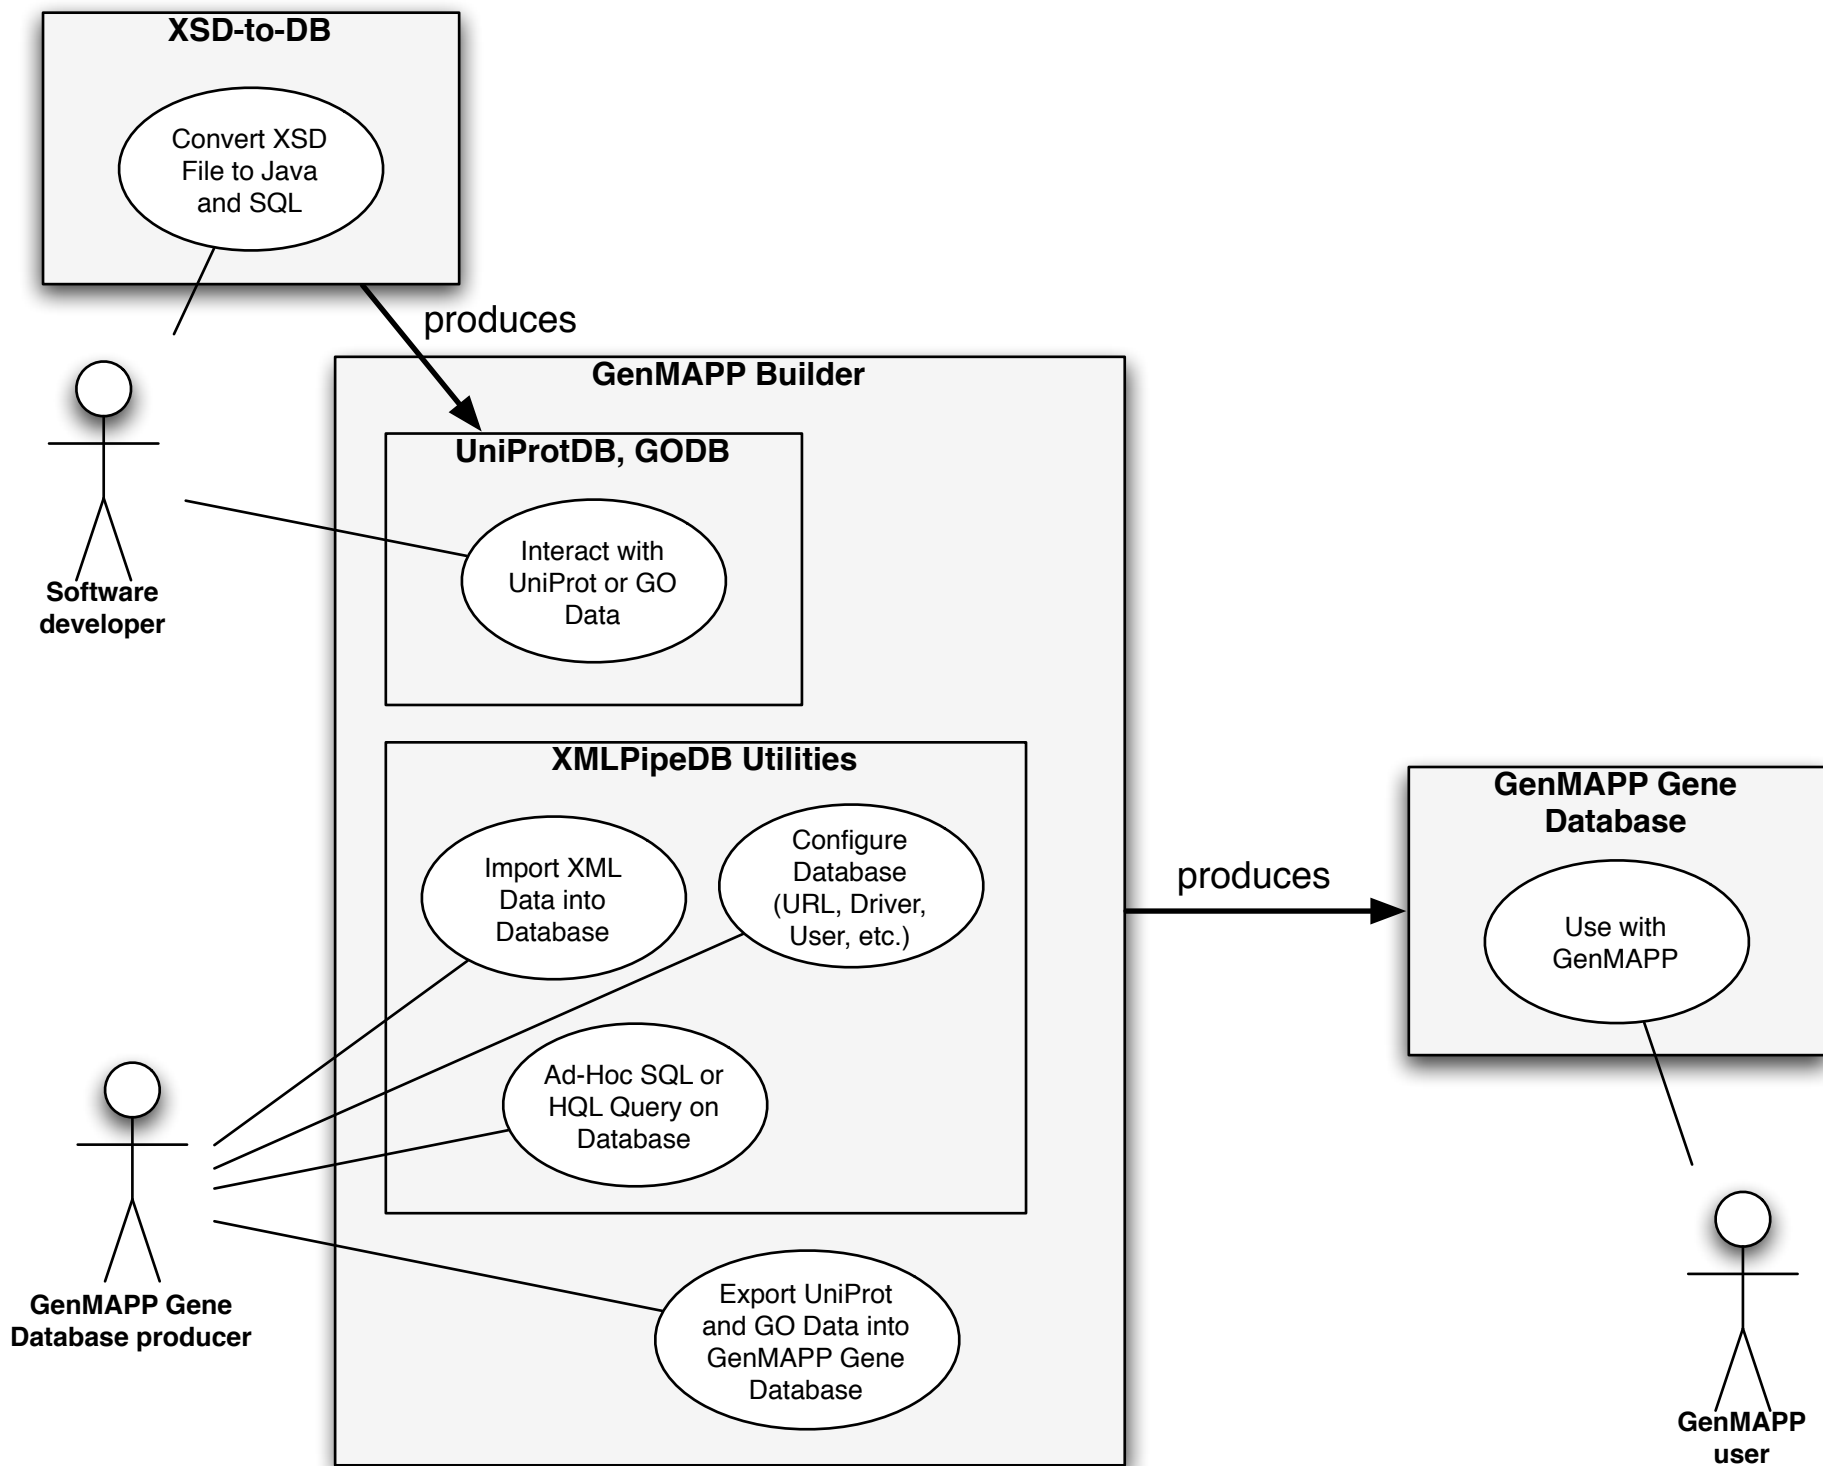 XSD-to-DB
Convert XSD
File to Java
and SQL
produces
Software
developer
GenMAPP Builder
UniProtDB, GODB
Interact with
UniProt or GO
Data
XMLPipeDB Utilities
Import XML
Data into
Database
Configure
Database
(URL, Driver,
User, etc.)
Ad-Hoc SQL or
HQL Query on
Database
GenMAPP Gene
Database producer
Export UniProt
and GO Data into
GenMAPP Gene
Database
produces
GenMAPP Gene
Database
Use with
GenMAPP
GenMAPP
user